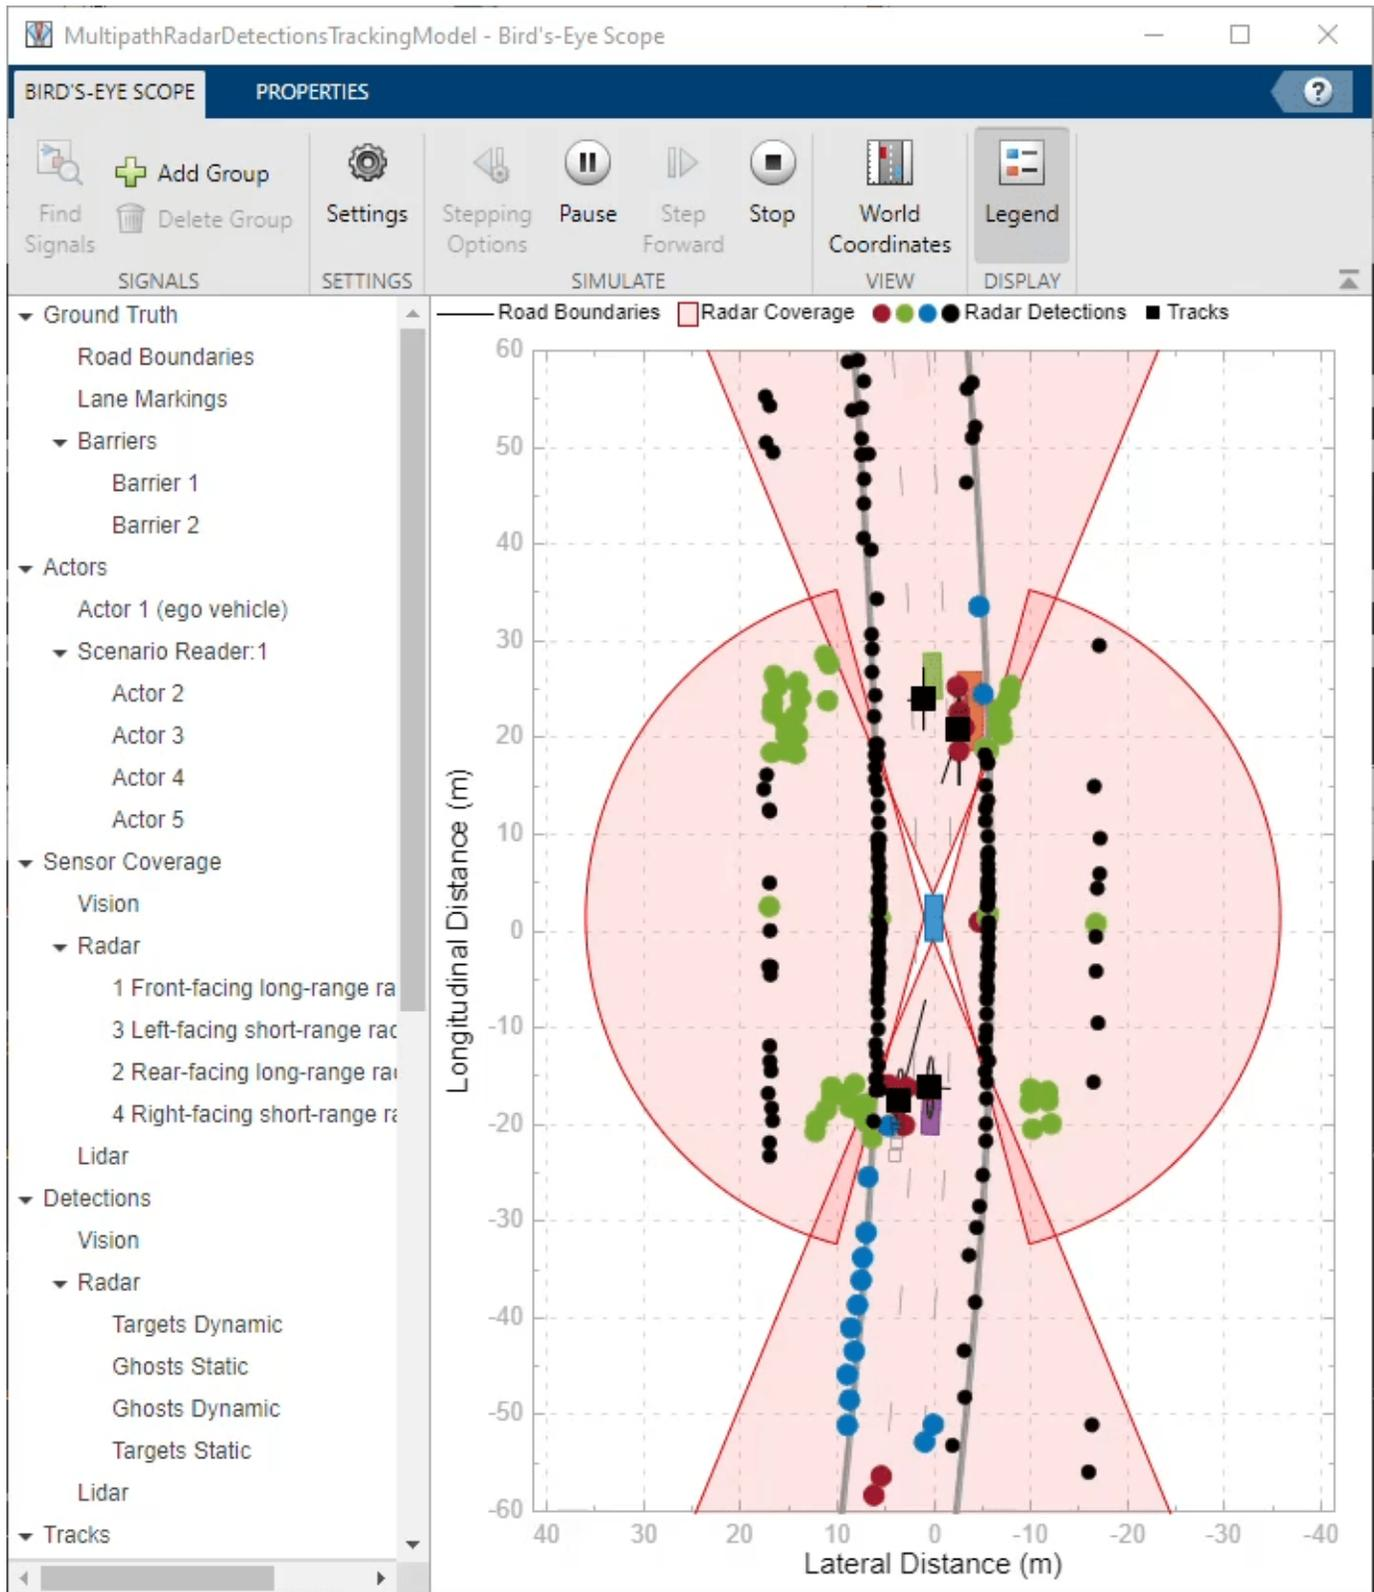 MultipathRadarDetectionsTrackingModel - Bird's-Eye Scope
BIRD'S-EYE SCOPE PROPERTIES
?
Find Signals
Add Group
Delete Group
Settings
Stepping Options
Pause
Step Forward
Stop
World Coordinates
Legend
SIGNALS SETTINGS SIMULATE VIEW DISPLAY
Ground Truth
Road Boundaries
Lane Markings
Barriers
Barrier 1
Barrier 2
Actors
Actor 1 (ego vehicle)
Scenario Reader:1
Actor 2
Actor 3
Actor 4
Actor 5
Sensor Coverage
Vision
Radar
1 Front-facing long-range ra
3 Left-facing short-range rac
2 Rear-facing long-range ra
4 Right-facing short-range ra
Lidar
Detections
Vision
Radar
Targets Dynamic
Ghosts Static
Ghosts Dynamic
Targets Static
Lidar
Tracks
Road Boundaries Radar Coverage Radar Detections Tracks
60
50
40
30
20
10
0
-10
-20
-30
-40
-50
-60
Longitudinal Distance (m)
40 30 20 10 0 -10 -20 -30 -40
Lateral Distance (m)